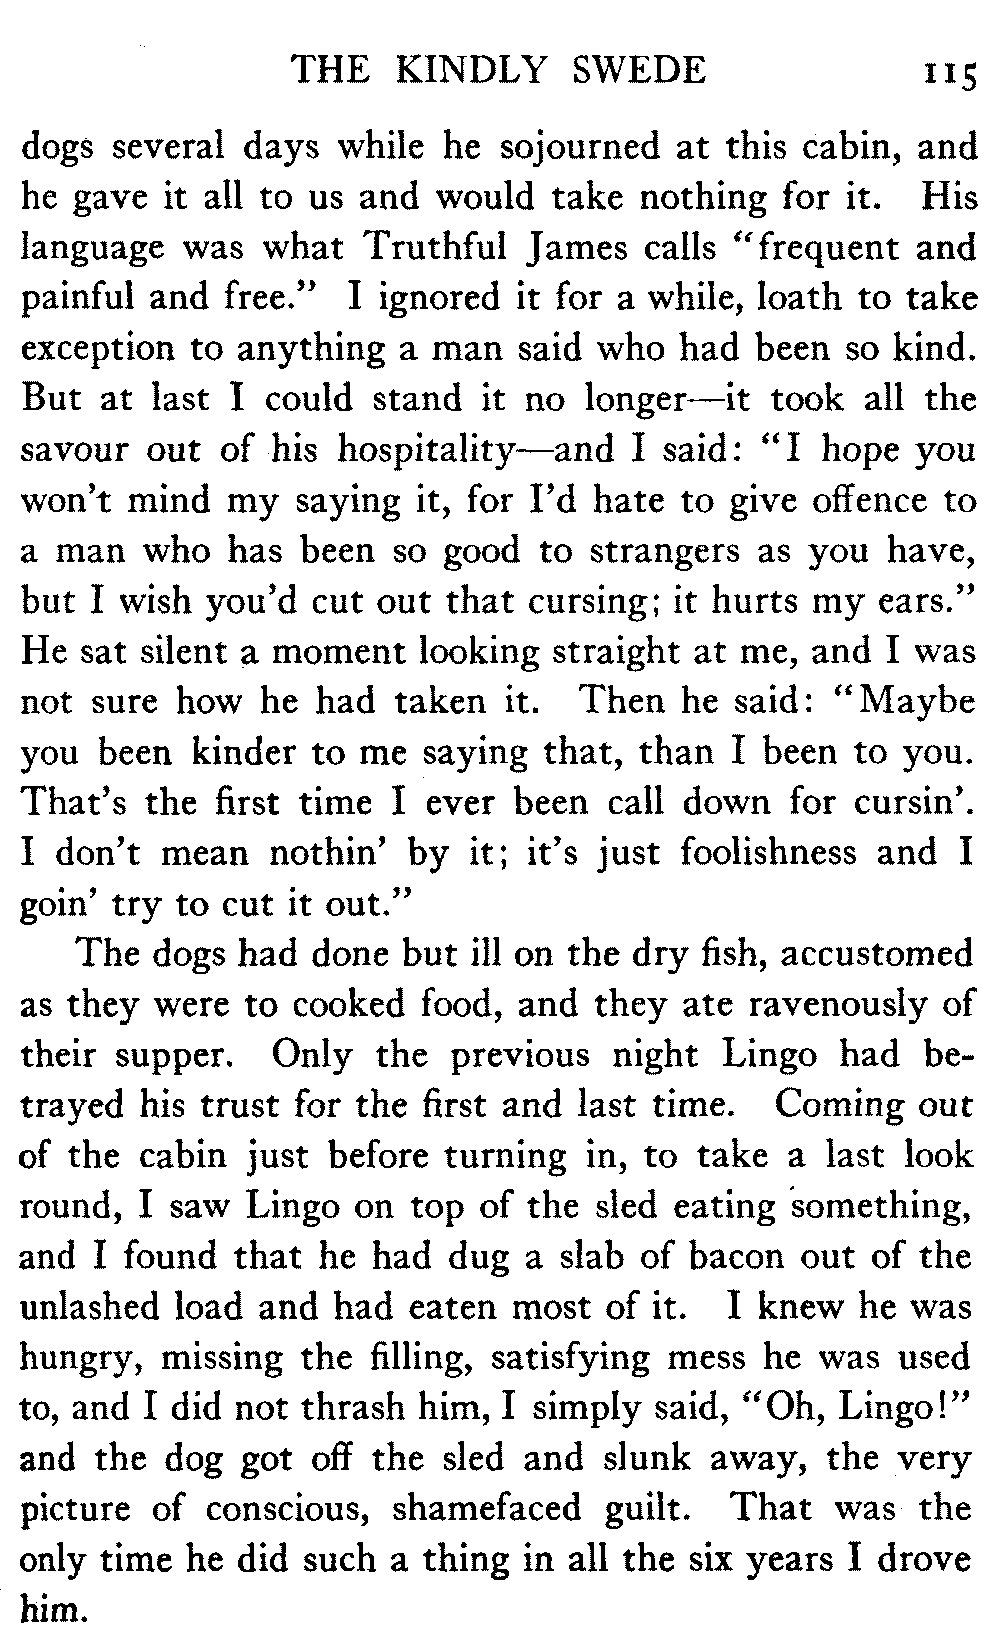 THE KINDLY SWEDE 115
dogs several days while he sojourned at this cabin, and
he gave it all to us and would take nothing for it. His
language was what Truthful James calls “frequent and
painful and free.” I ignored it for a while, loath to take
exception to anything a man said who had been so kind.
But at last I could stand it no longer—it took all the
savour out of his hospitality—and I said: “I hope you
won't mind my saying it, for I'd hate to give offence to
a man who has been so good to strangers as you have,
but I wish you'd cut out that cursing; it hurts my ears.”
He sat silent a moment looking straight at me, and I was
not sure how he had taken it. Then he said: “Maybe
you been kinder to me saying that, than I been to you.
That's the first time I ever been call down for cursin'.
I don't mean nothin' by it; it's just foolishness and I
goin' try to cut it out.”
The dogs had done but ill on the dry fish, accustomed
as they were to cooked food, and they ate ravenously of
their supper. Only the previous night Lingo had be-
trayed his trust for the first and last time. Coming out
of the cabin just before turning in, to take a last look
round, I saw Lingo on top of the sled eating something,
and I found that he had dug a slab of bacon out of the
unlashed load and had eaten most of it. I knew he was
hungry, missing the filling, satisfying mess he was used
to, and I did not thrash him, I simply said, “Oh, Lingo!”
and the dog got off the sled and slunk away, the very
picture of conscious, shamefaced guilt. That was the
only time he did such a thing in all the six years I drove
him.